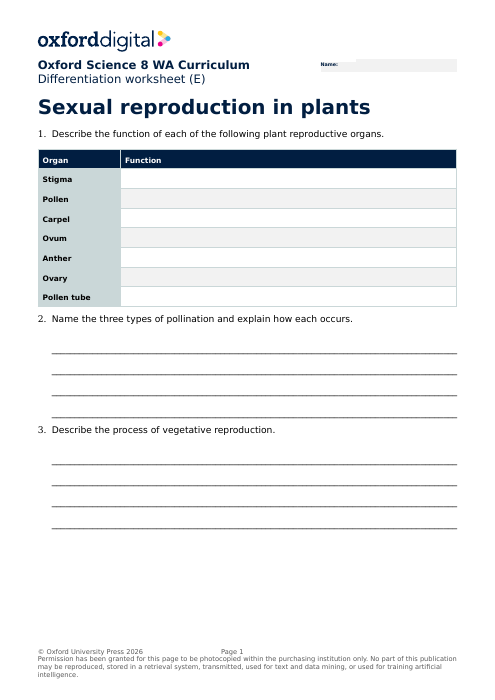 oxforddigital
Oxford Science 8 WA Curriculum
Name:
Differentiation worksheet (E)
Sexual reproduction in plants
1. Describe the function of each of the following plant reproductive organs.
Organ Function
Stigma
Pollen
Carpel
Ovum
Anther
Ovary
Pollen tube
2. Name the three types of pollination and explain how each occurs.
3. Describe the process of vegetative reproduction.
© Oxford University Press 2026 Page 1
Permission has been granted for this page to be photocopied within the purchasing institution only. No part of this publication
may be reproduced, stored in a retrieval system, transmitted, used for text and data mining, or used for training artificial
intelligence.